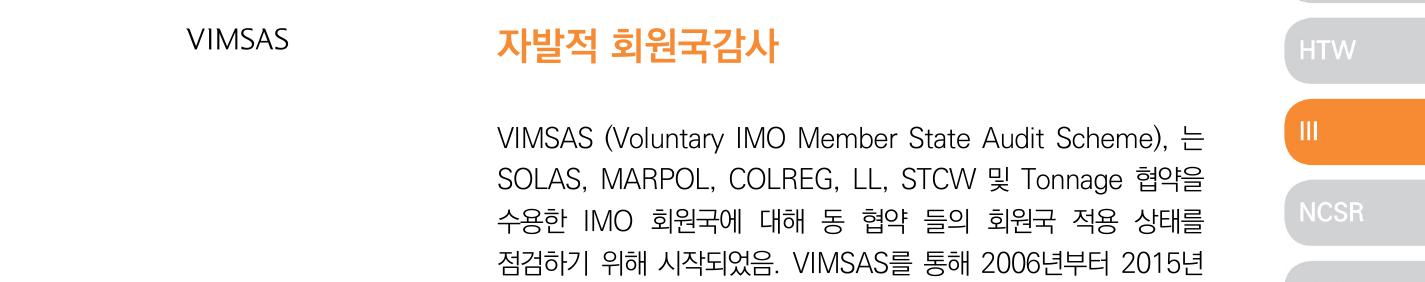 VIMSAS
자발적 회원국감사
VIMSAS (Voluntary IMO Member State Audit Scheme), 는
SOLAS, MARPOL, COLREG, LL, STCW 및 Tonnage 협약을
수용한 IMO 회원국에 대해 동 협약 들의 회원국 적용 상태를
점검하기 위해 시작되었음. VIMSAS를 통해 2006년부터 2015년
HTW
III
NCSR